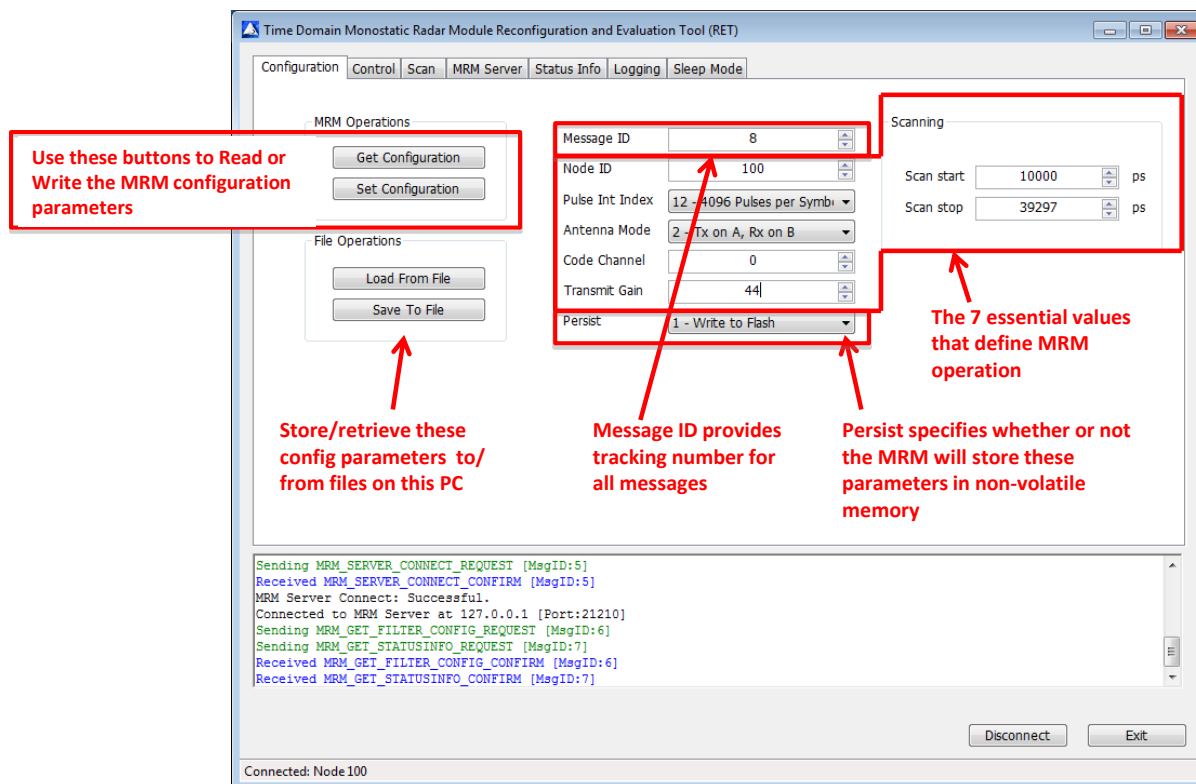 Time Domain Monostatic Radar Module Reconfiguration and Evaluation Tool (RET)
Configuration Control Scan MRM Server Status Info Logging Sleep Mode
MRM Operations
Get Configuration
Set Configuration
Use these buttons to Read or
Write the MRM configuration
parameters
File Operations
Load From File
Save To File
Message ID 8
Node ID 100
Pulse Int Index 12 - 4096 Pulses per Symb
Antenna Mode 2 - Tx on A, Rx on B
Code Channel 0
Transmit Gain 44
Persist 1 - Write to Flash
Scanning
Scan start 10000 ps
Scan stop 39297 ps
The 7 essential values
that define MRM
operation
Store/retrieve these
config parameters to/
from files on this PC
Message ID provides
tracking number for
all messages
Persist specifies whether or not
the MRM will store these
parameters in non-volatile
memory
Sending MRM_SERVER_CONNECT_REQUEST [MsgID:5]
Received MRM_SERVER_CONNECT_CONFIRM [MsgID:5]
MRM Server Connect: Successful.
Connected to MRM Server at 127.0.0.1 [Port:21210]
Sending MRM_GET_FILTER_CONFIG_REQUEST [MsgID:6]
Sending MRM_GET_STATUSINFO_REQUEST [MsgID:7]
Received MRM_GET_FILTER_CONFIG_CONFIRM [MsgID:6]
Received MRM_GET_STATUSINFO_CONFIRM [MsgID:7]
Disconnect Exit
Connected: Node 100